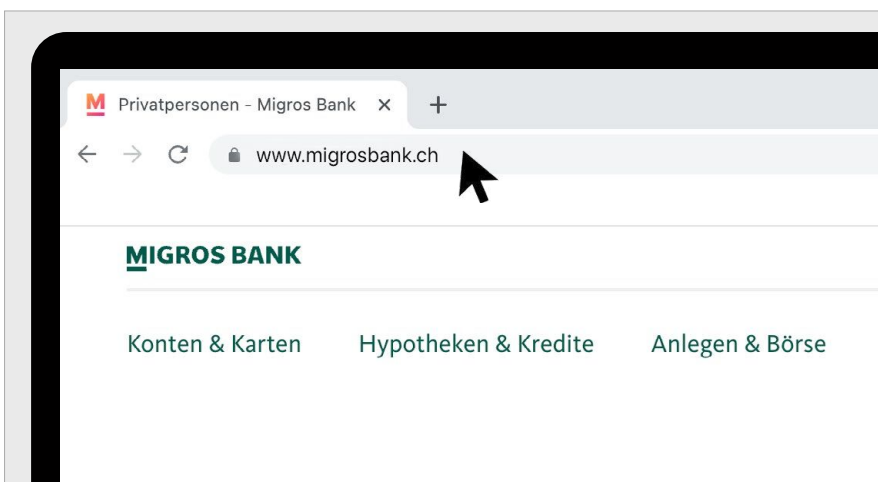 Privatpersonen – Migros Bank
www.migrosbank.ch
MIGROS BANK
Konten & Karten Hypotheken & Kredite Anlegen & Börse